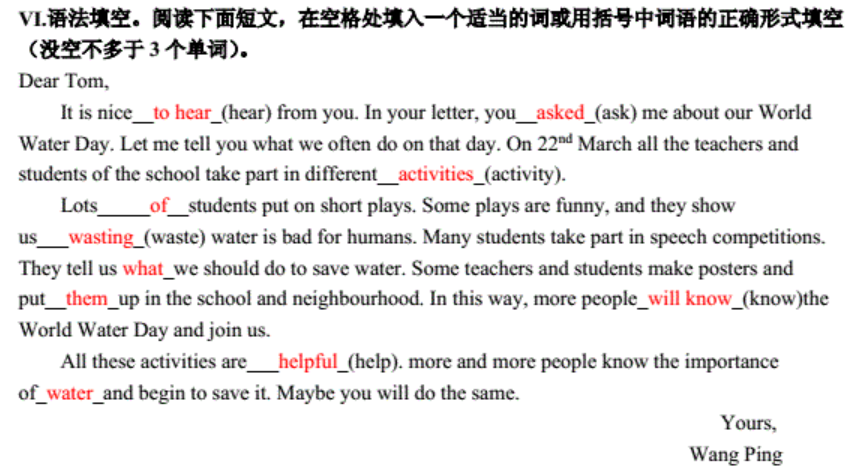 VI.语法填空。阅读下面短文，在空格处填入一个适当的词或用括号中词语的正确形式填空
（没空不多于 3 个单词）。
Dear Tom,
It is nice__to hear_(hear) from you. In your letter, you__asked_(ask) me about our World
Water Day. Let me tell you what we often do on that day. On 22nd March all the teachers and
students of the school take part in different__activities_(activity).
Lots_____of__students put on short plays. Some plays are funny, and they show
us___wasting_(waste) water is bad for humans. Many students take part in speech competitions.
They tell us what_we should do to save water. Some teachers and students make posters and
put__them_up in the school and neighbourhood. In this way, more people_will know_(know)the
World Water Day and join us.
All these activities are___helpful_(help). more and more people know the importance
of_water_and begin to save it. Maybe you will do the same.
Yours,
Wang Ping